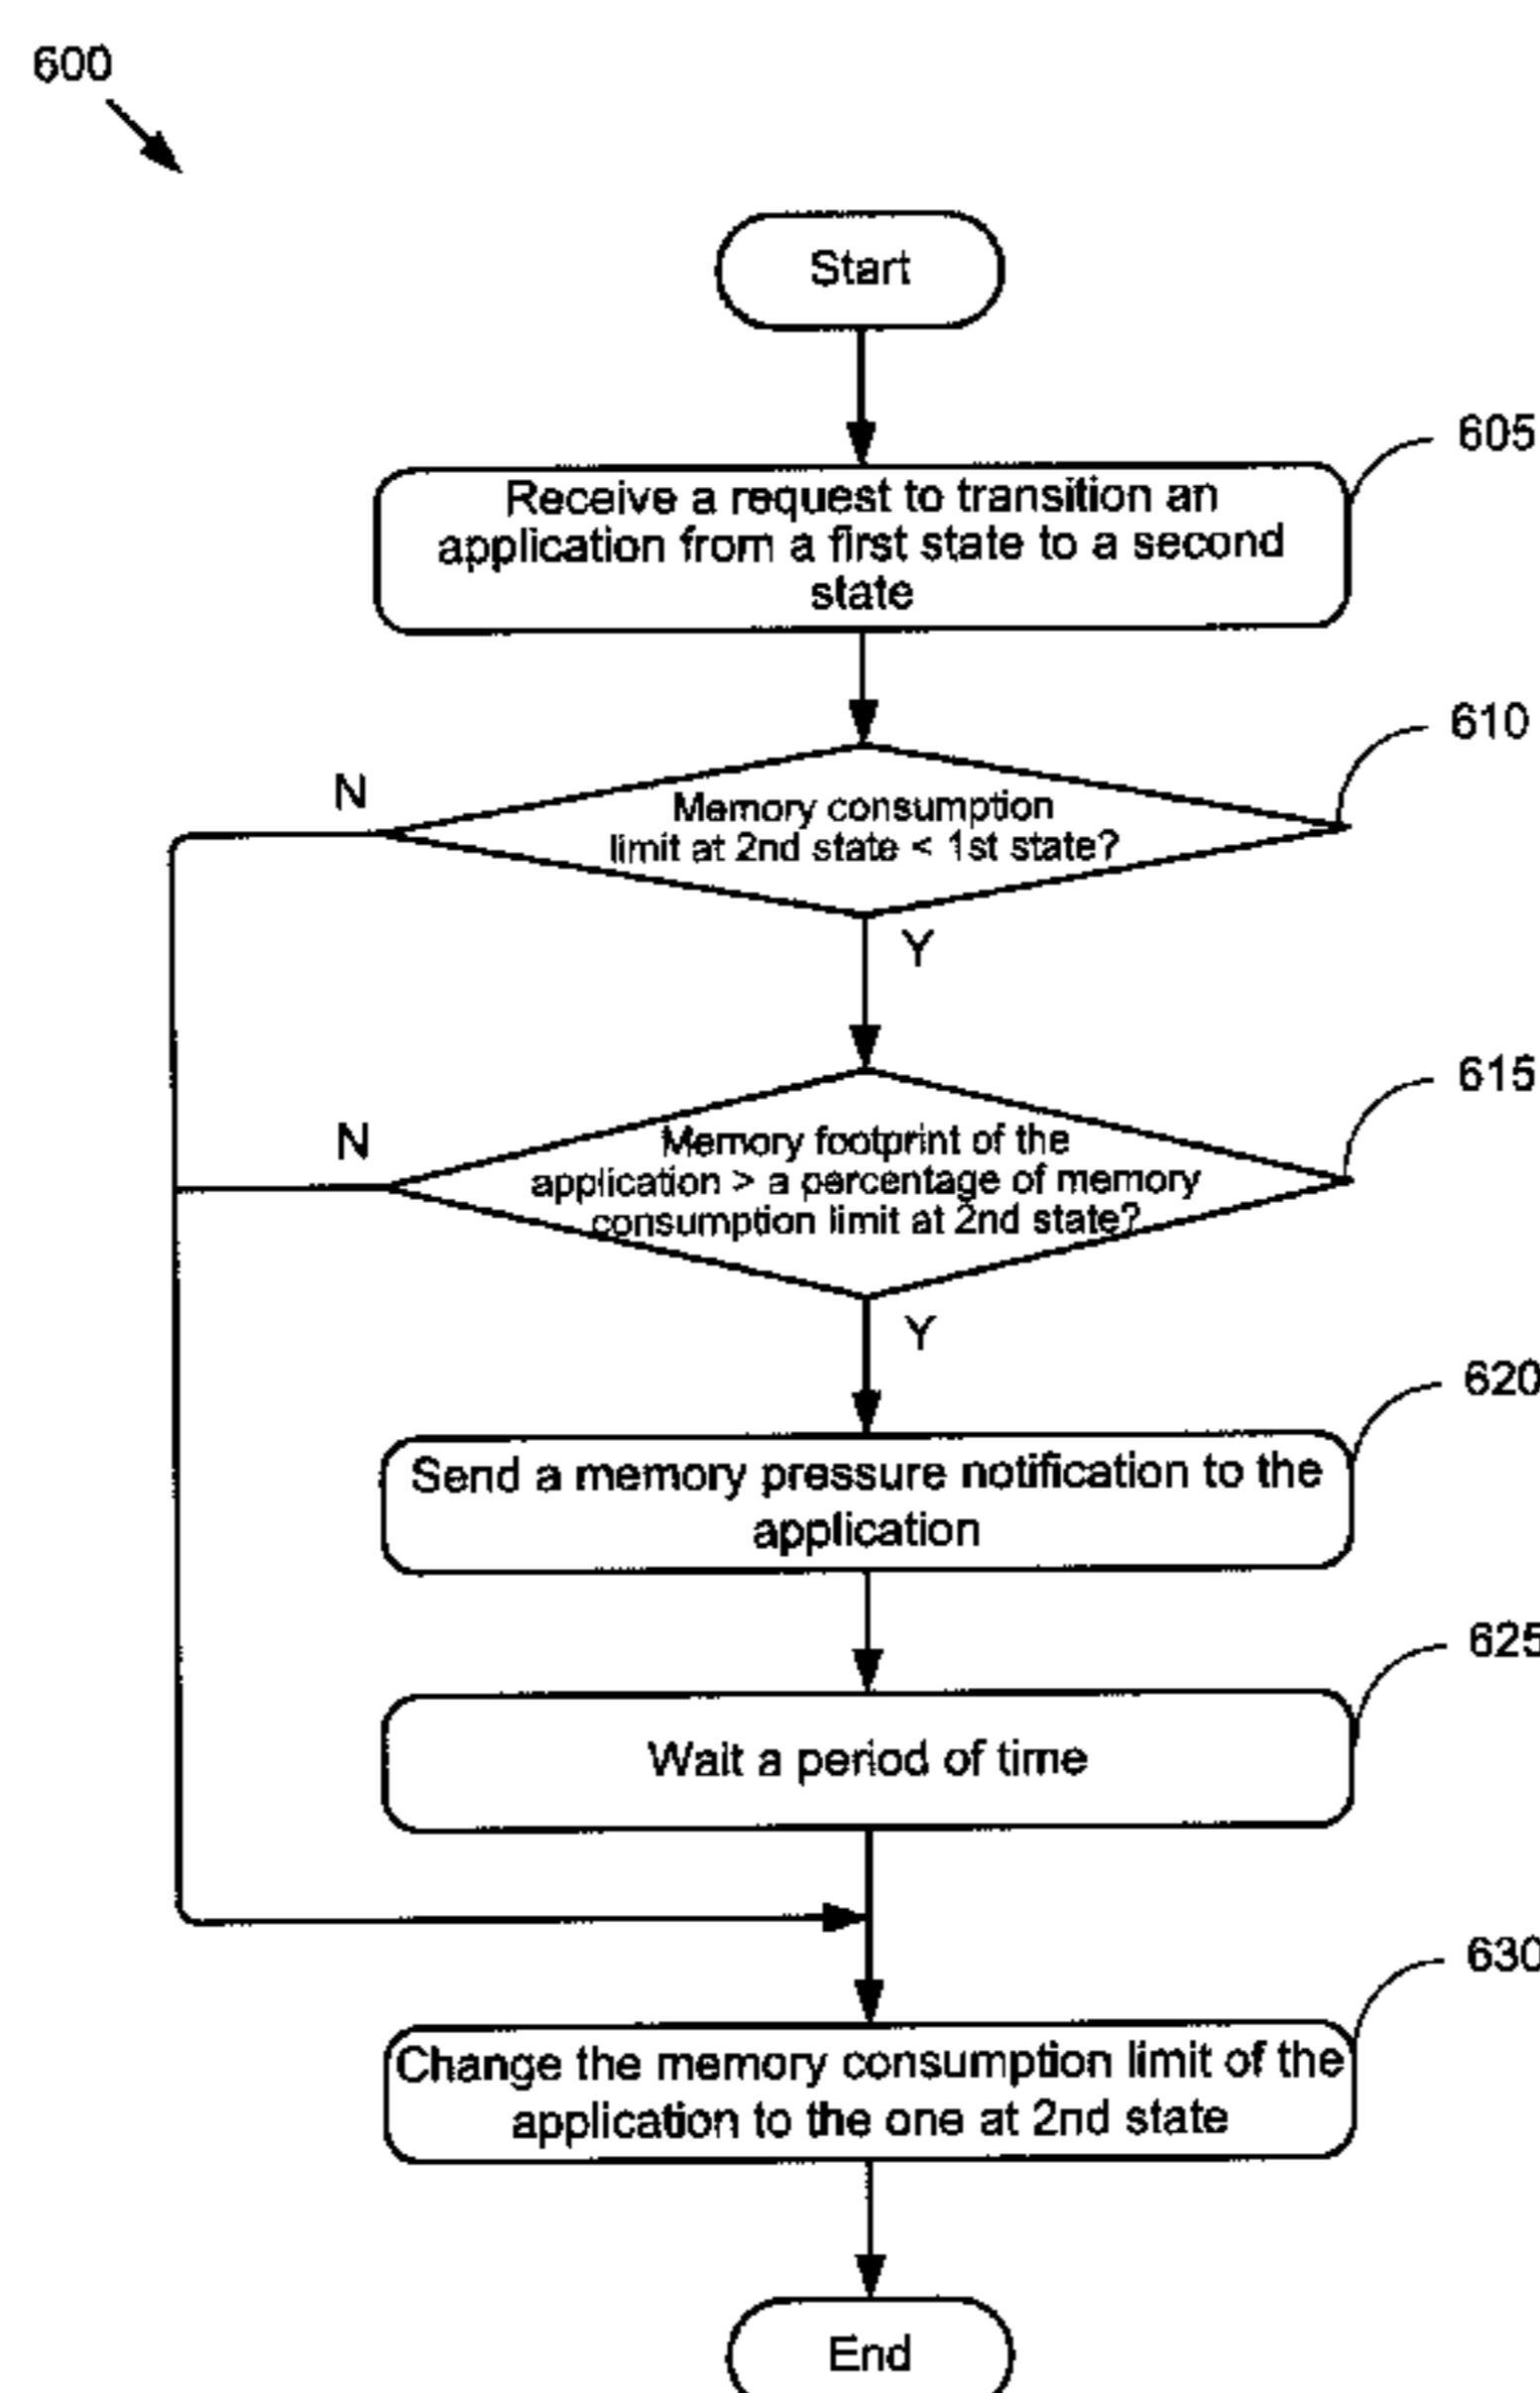 600
Start
605
Receive a request to transition an
application from a first state to a second
state
610
N
Memory consumption
limit at 2nd state < 1st state?
Y
615
N
Memory footprint of the
application > a percentage of memory
consumption limit at 2nd state?
Y
620
Send a memory pressure notification to the
application
625
Wait a period of time
630
Change the memory consumption limit of the
application to the one at 2nd state
End